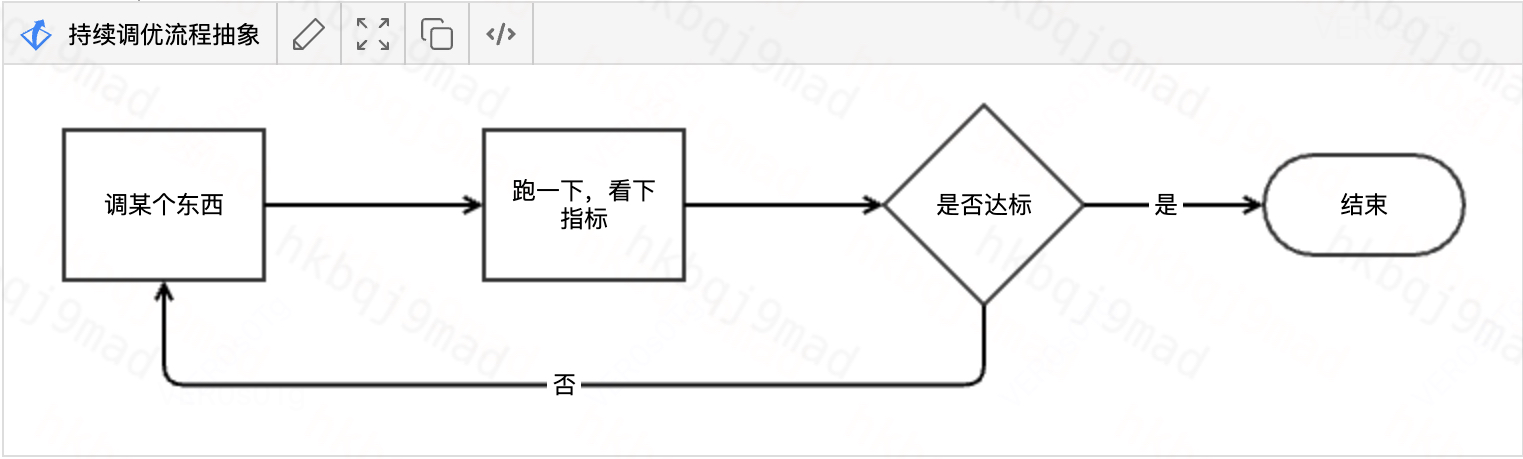 持续调优流程抽象
调某个东西
跑一下，看下
指标
是否达标
是
结束
否
hkbqj9mad